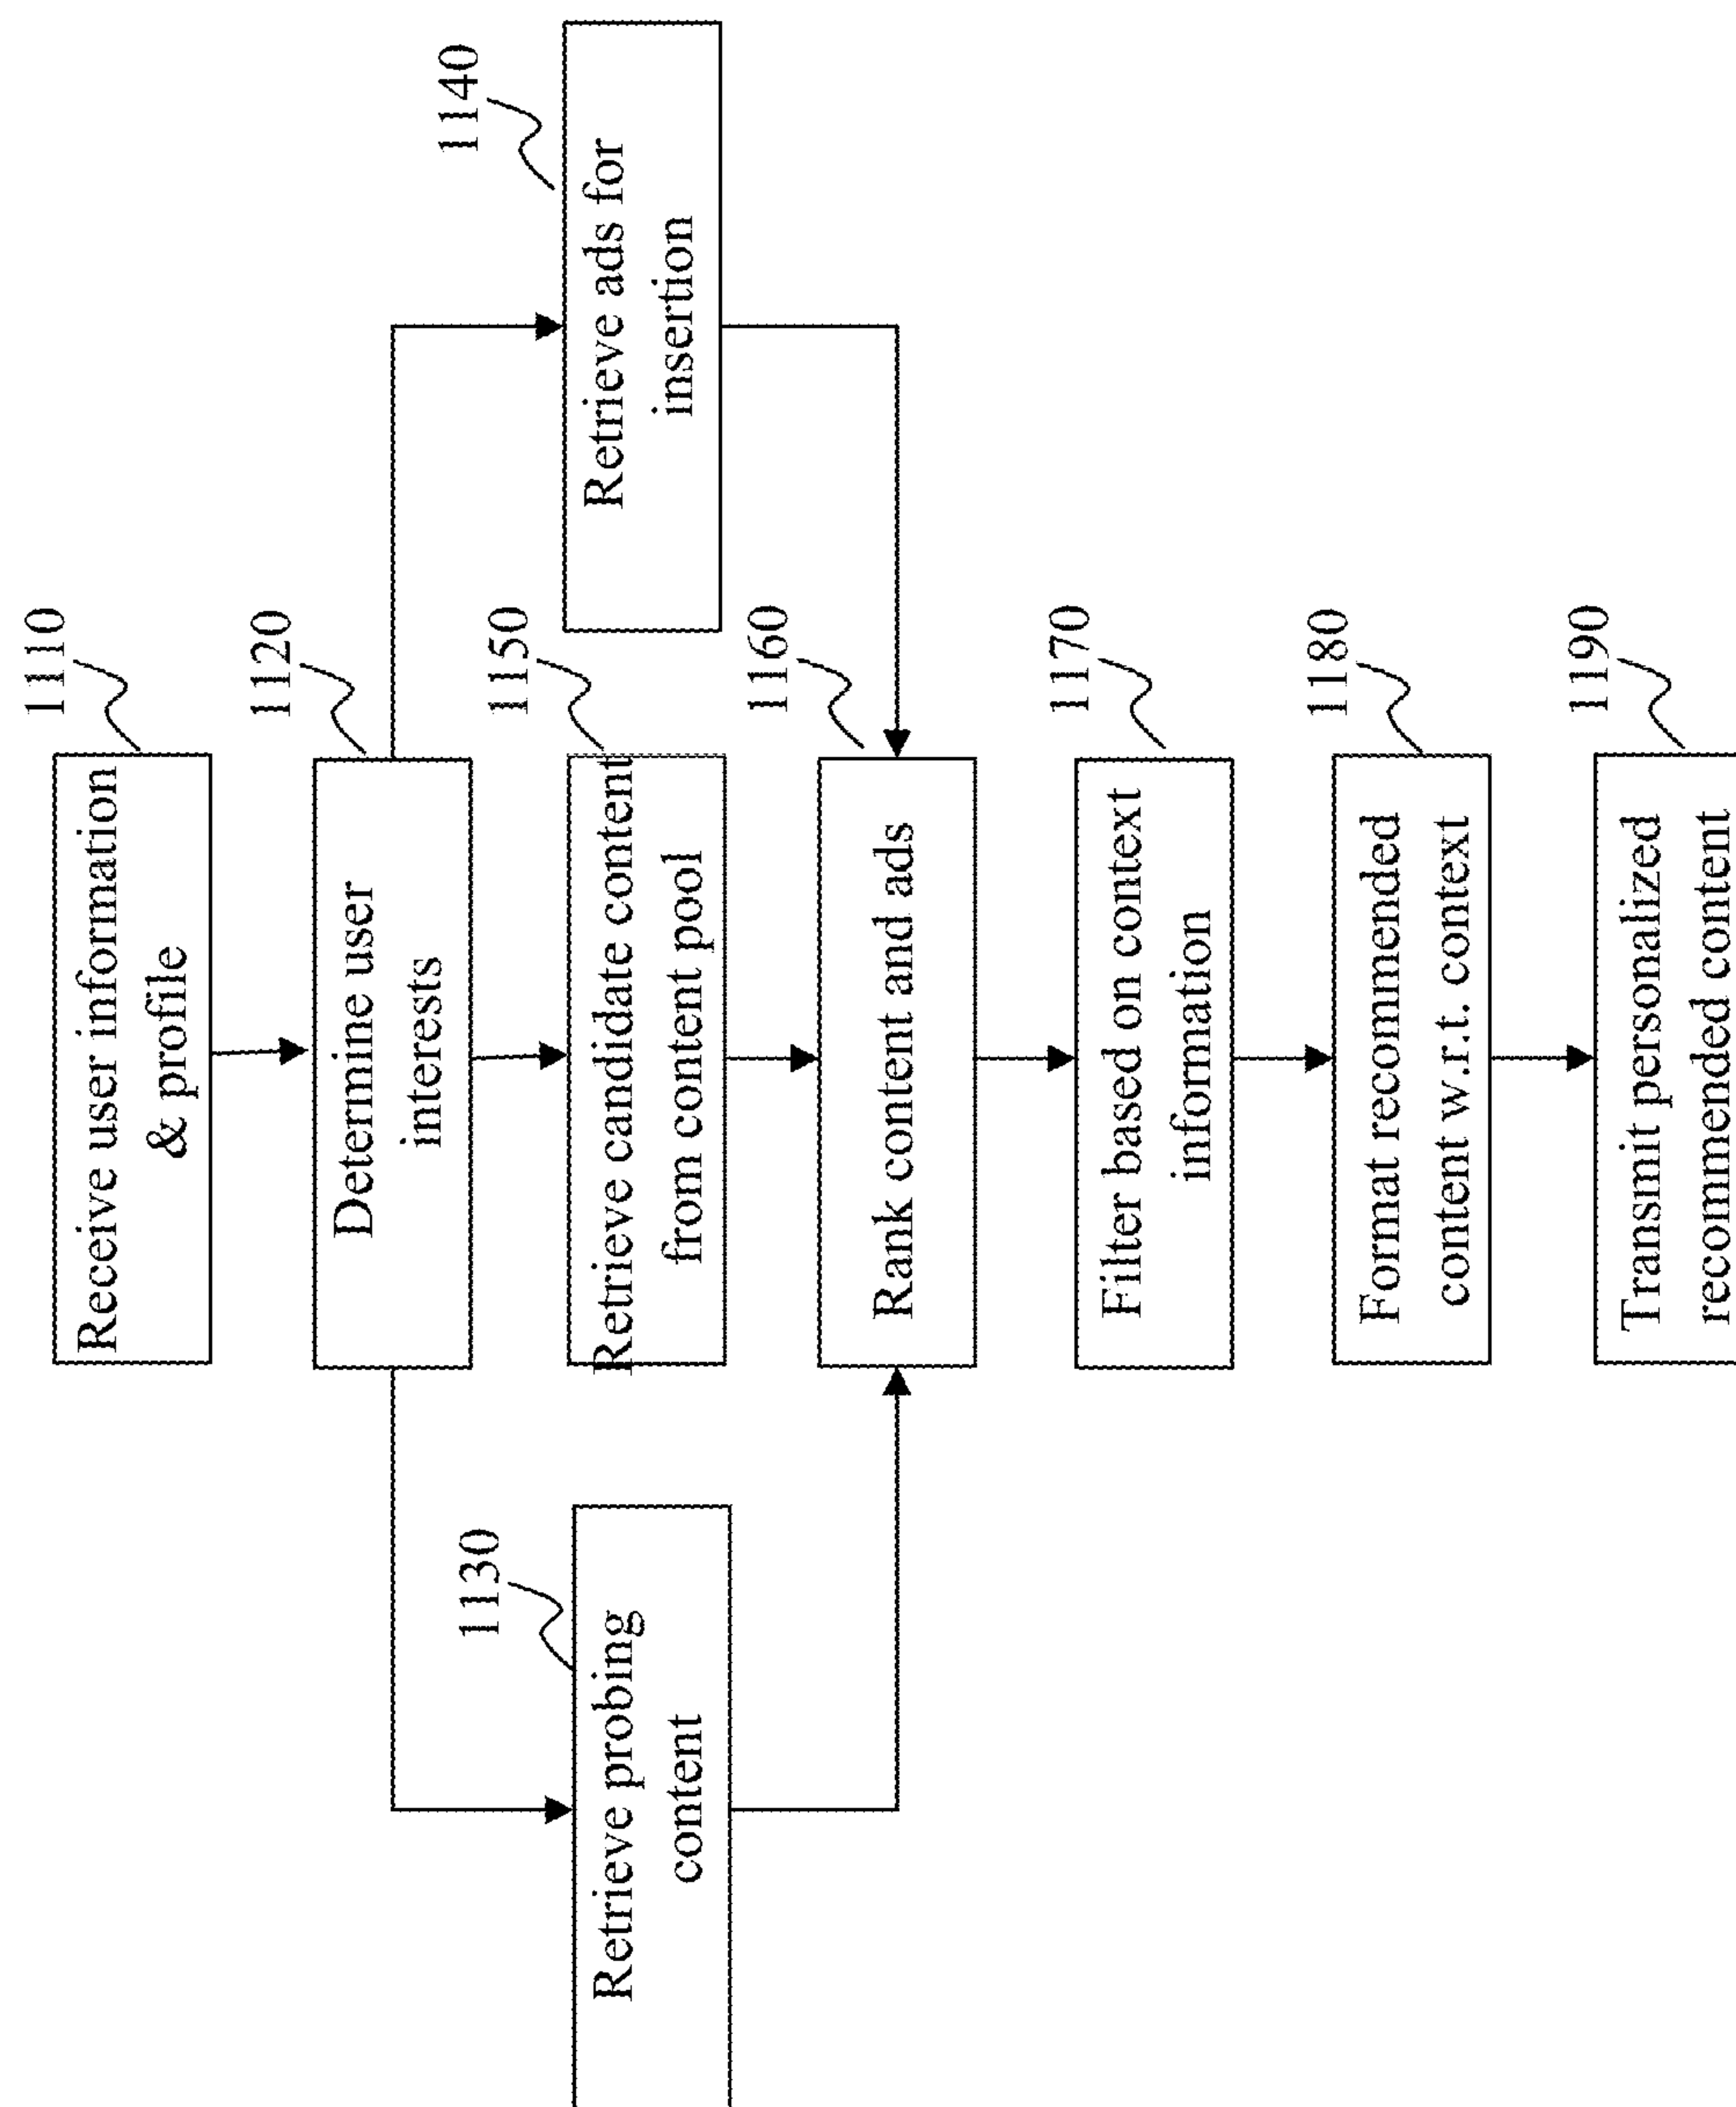 1110
Receive user information
& profile
1120
Determine user
interests
1130
Retrieve probing
content
1150
Retrieve candidate content
from content pool
1140
Retrieve ads for
insertion
1160
Rank content and ads
1170
Filter based on context
information
1180
Format recommended
content w.r.t. context
1190
Transmit personalized
recommended content